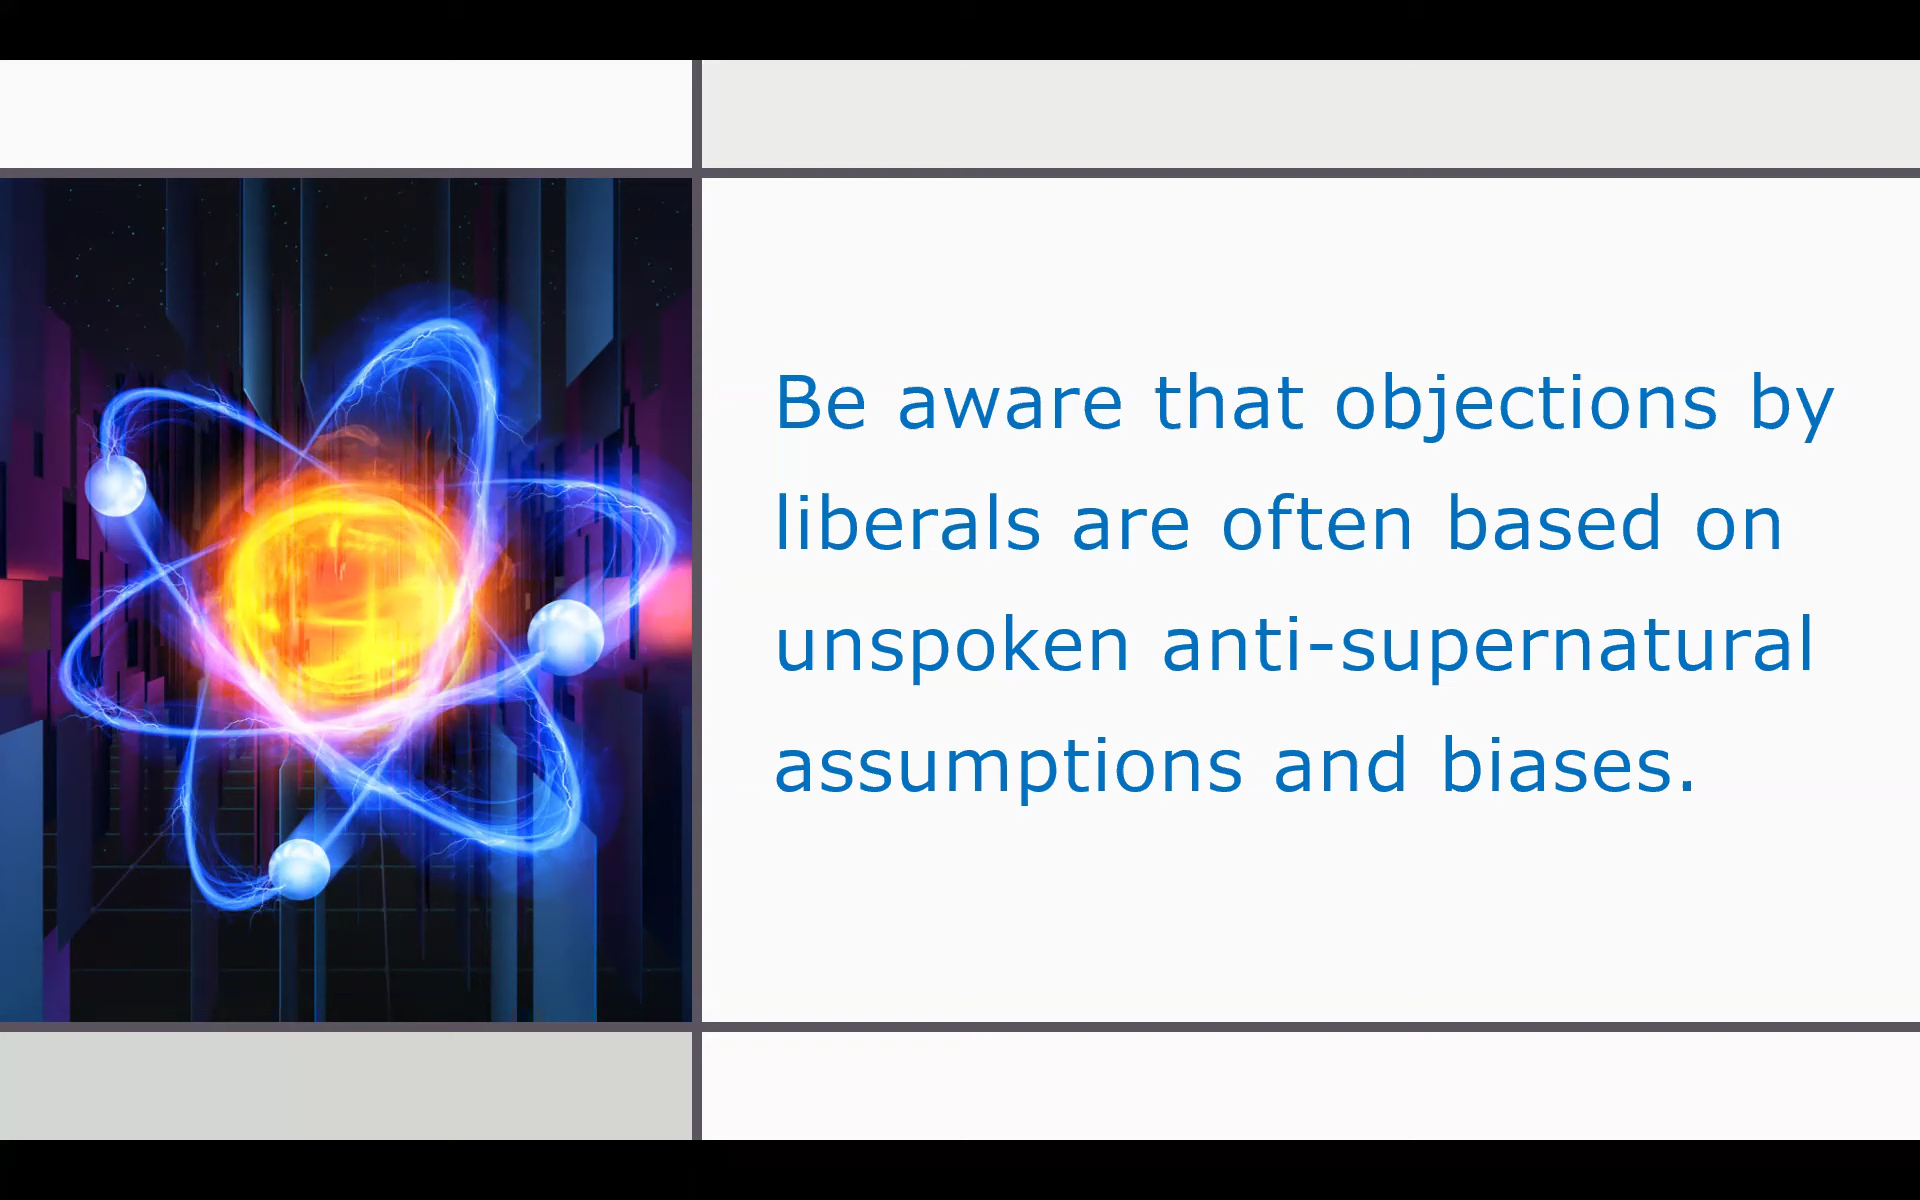 Be aware that objections by
liberals are often based on
unspoken anti-supernatural
assumptions and biases.